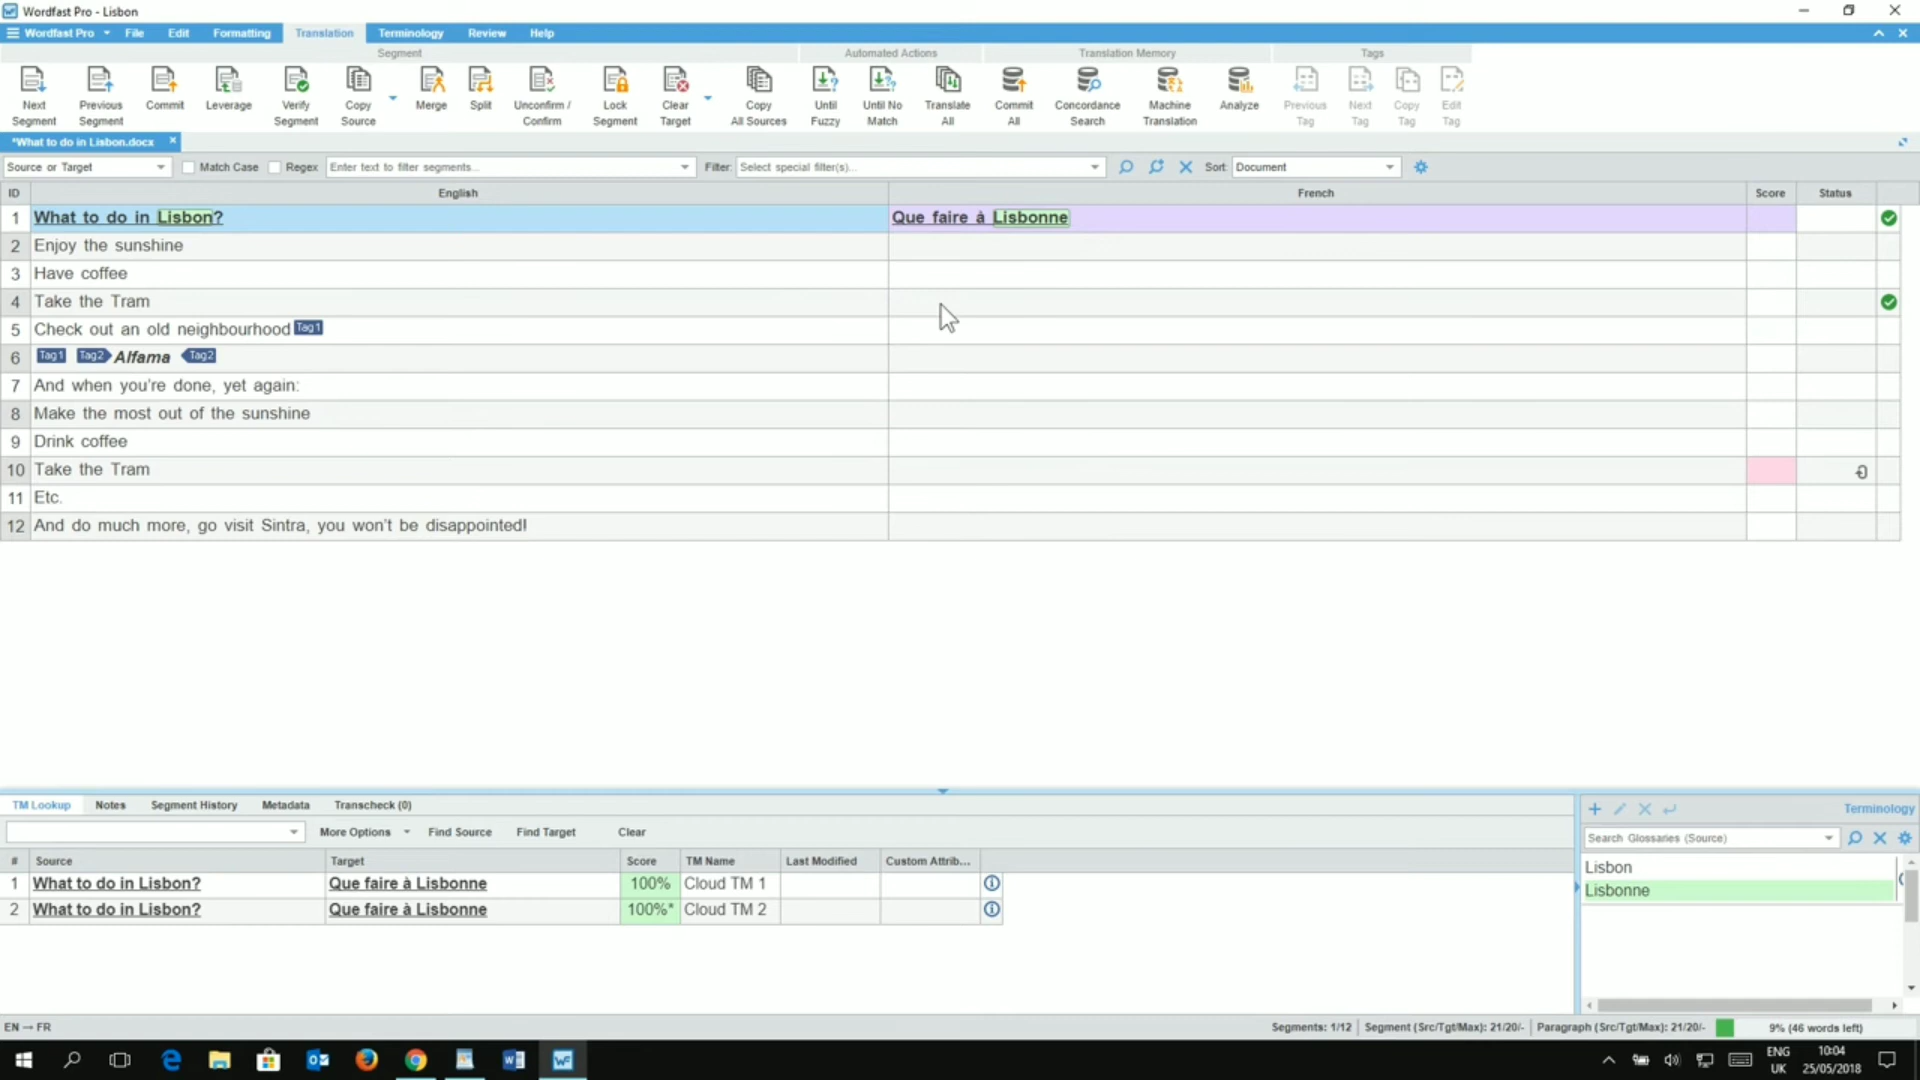 Wordfast Pro - Lisbon
Wordfast Pro File Edit Formatting Translation Terminology Review Help
Segment Automated Actions Translation Memory Tags
Next Segment
Previous Segment
Commit
Leverage
Verify Segment
Copy Source
Merge
Split
Unconfirm / Confirm
Lock Segment
Clear Target
Copy All Sources
Until Fuzzy
Until No Match
Translate All
Commit All
Concordance Search
Machine Translation
Analyze
Previous Tag
Next Tag
Copy Tag
Edit Tag
*What to do in Lisbon.docx
Source or Target Match Case Regex Enter text to filter segments... Filter: Select special filter(s)... Sort: Document
ID English French Score Status
1 What to do in Lisbon? Que faire à Lisbonne
2 Enjoy the sunshine
3 Have coffee
4 Take the Tram
5 Check out an old neighbourhood Tag1
6 Tag1 Tag2 Alfama Tag2
7 And when you're done, yet again:
8 Make the most out of the sunshine
9 Drink coffee
10 Take the Tram
11 Etc.
12 And do much more, go visit Sintra, you won't be disappointed!
TM Lookup Notes Segment History Metadata Transcheck (0)
More Options Find Source Find Target Clear
# Source Target Score TM Name Last Modified Custom Attrib...
1 What to do in Lisbon? Que faire à Lisbonne 100% Cloud TM 1
2 What to do in Lisbon? Que faire à Lisbonne 100%* Cloud TM 2
Terminology
Search Glossaries (Source)
Lisbon
Lisbonne
EN → FR Segments: 1/12 Segment (Src/Tgt/Max): 21/20/- Paragraph (Src/Tgt/Max): 21/20/- 9% (46 words left)
ENG UK
10:04
25/05/2018